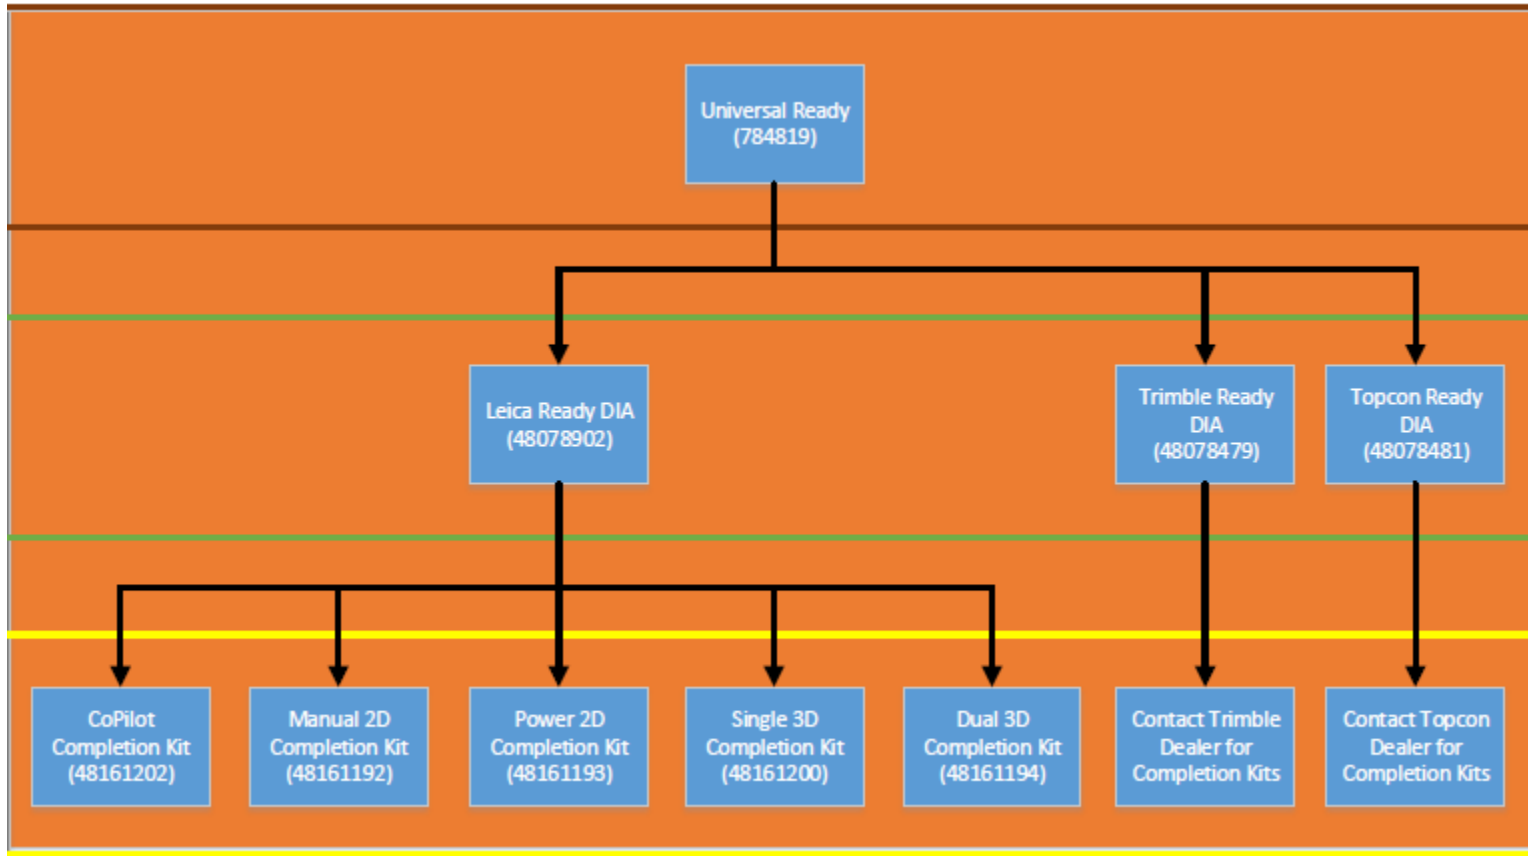 Universal Ready
(784819)
Leica Ready DIA
(48078902)
Trimble Ready
DIA
(48078479)
Topcon Ready
DIA
(48078481)
CoPilot
Completion Kit
(48161202)
Manual 2D
Completion Kit
(48161192)
Power 2D
Completion Kit
(48161193)
Single 3D
Completion Kit
(48161200)
Dual 3D
Completion Kit
(48161194)
Contact Trimble
Dealer for
Completion Kits
Contact Topcon
Dealer for
Completion Kits